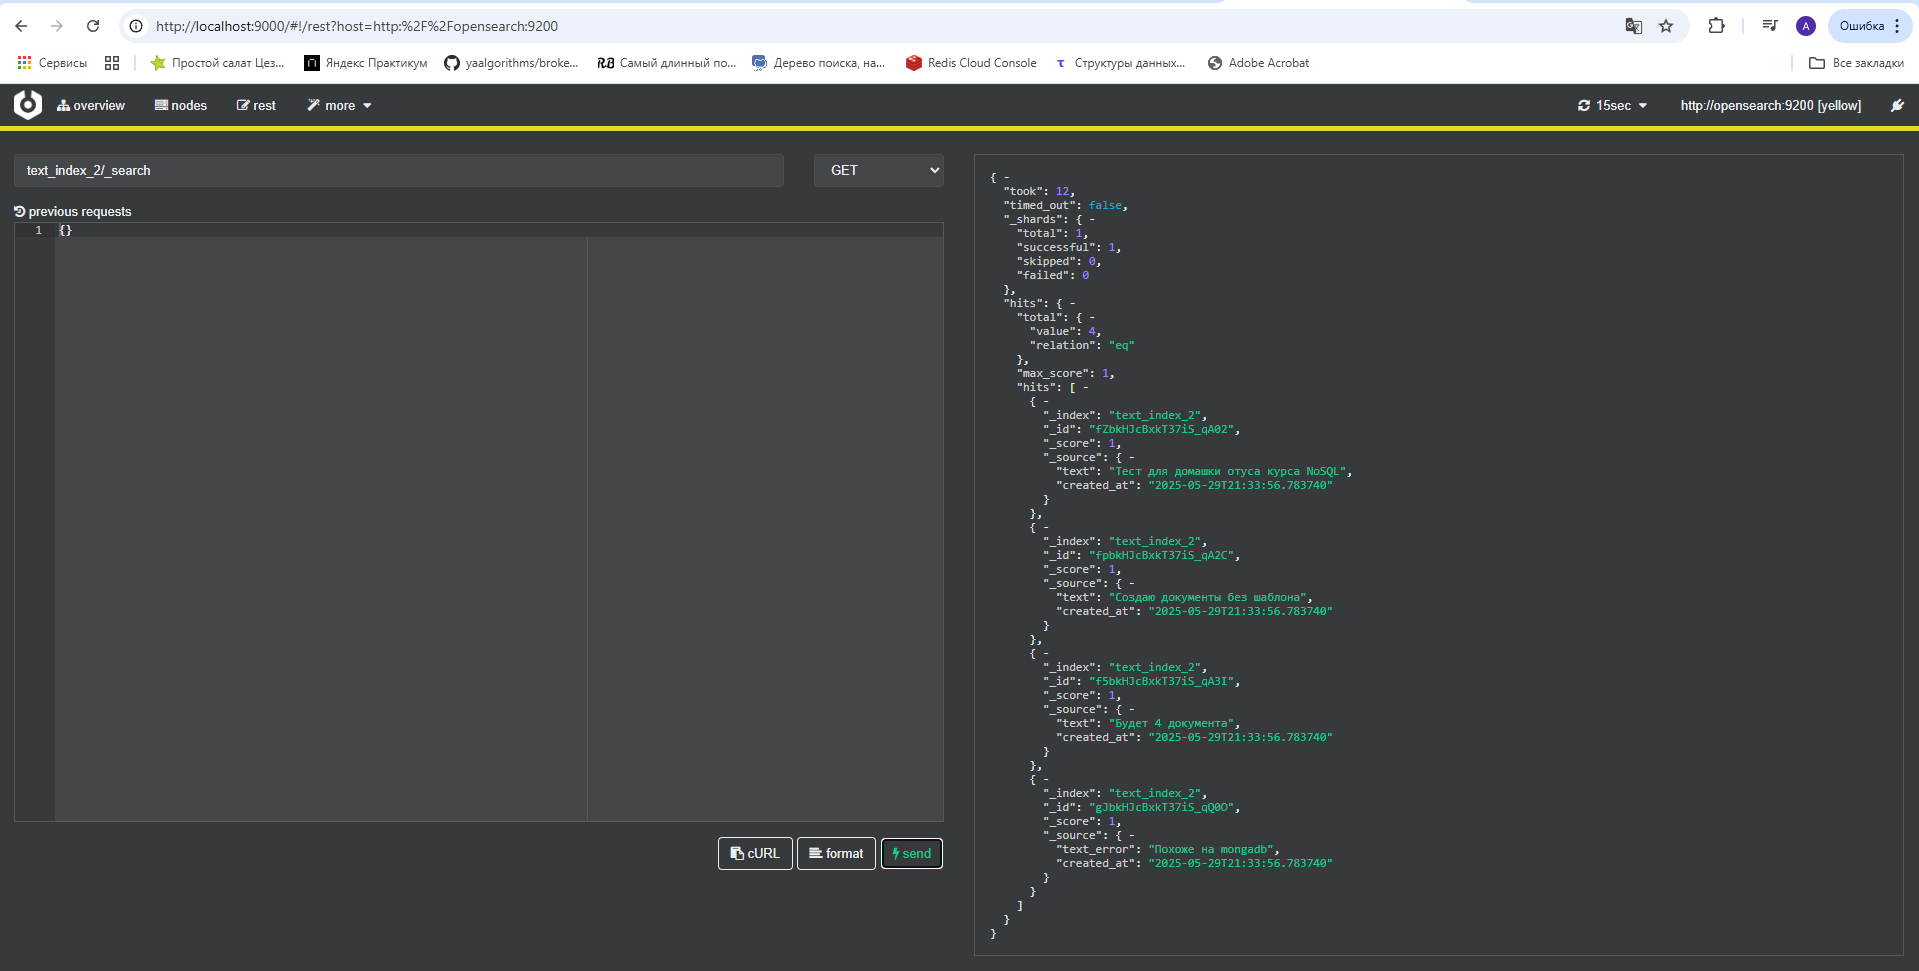 http://localhost:9000/#!/rest?host=http:%2F%2Fopensearch:9200
A
Ошибка
Сервисы
Простой салат Цез...
Яндекс Практикум
yaalgorithms/broke...
Самый длинный по...
Дерево поиска, на...
Redis Cloud Console
Структуры данных...
Adobe Acrobat
Все закладки
overview
nodes
rest
more
15sec
http://opensearch:9200 [yellow]
text_index_2/_search
GET
previous requests
1 {}
cURL
format
send
{ -
"took": 12,
"timed_out": false,
"_shards": { -
"total": 1,
"successful": 1,
"skipped": 0,
"failed": 0
},
"hits": { -
"total": { -
"value": 4,
"relation": "eq"
},
"max_score": 1,
"hits": [ -
{ -
"_index": "text_index_2",
"_id": "fZbkHJcBxkT37iS_qA02",
"_score": 1,
"_source": { -
"text": "Тест для домашки отуса курса NoSQL",
"created_at": "2025-05-29T21:33:56.783740"
}
},
{ -
"_index": "text_index_2",
"_id": "fpbkHJcBxkT37iS_qA2C",
"_score": 1,
"_source": { -
"text": "Создаю документы без шаблона",
"created_at": "2025-05-29T21:33:56.783740"
}
},
{ -
"_index": "text_index_2",
"_id": "f5bkHJcBxkT37iS_qA3I",
"_score": 1,
"_source": { -
"text": "Будет 4 документа",
"created_at": "2025-05-29T21:33:56.783740"
}
},
{ -
"_index": "text_index_2",
"_id": "gJbkHJcBxkT37iS_qQ0O",
"_score": 1,
"_source": { -
"text_error": "Похоже на mongadb",
"created_at": "2025-05-29T21:33:56.783740"
}
}
]
}
}